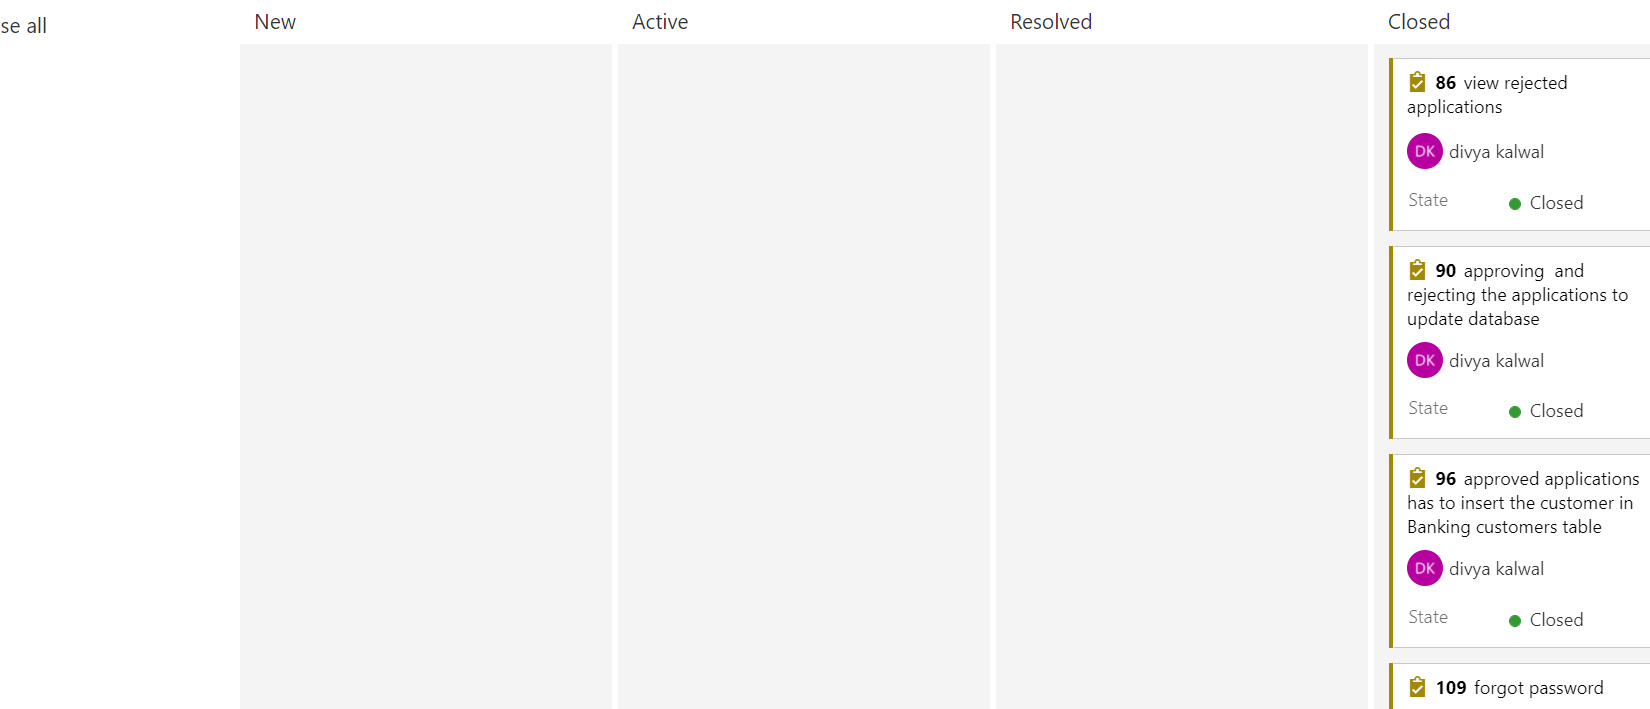 se all
New
Active
Resolved
Closed
86 view rejected
applications
DK divya kalwal
State Closed
90 approving  and
rejecting the applications to
update database
DK divya kalwal
State Closed
96 approved applications
has to insert the customer in
Banking customers table
DK divya kalwal
State Closed
109 forgot password